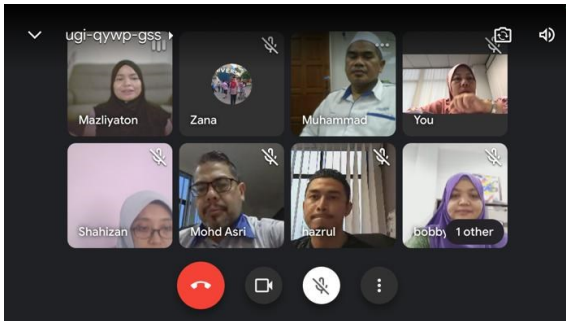 ugi-qywp-gss
Mazliyaton
Zana
Muhammad
You
Shahizan
Mohd Asri
hazrul
bobby
1 other